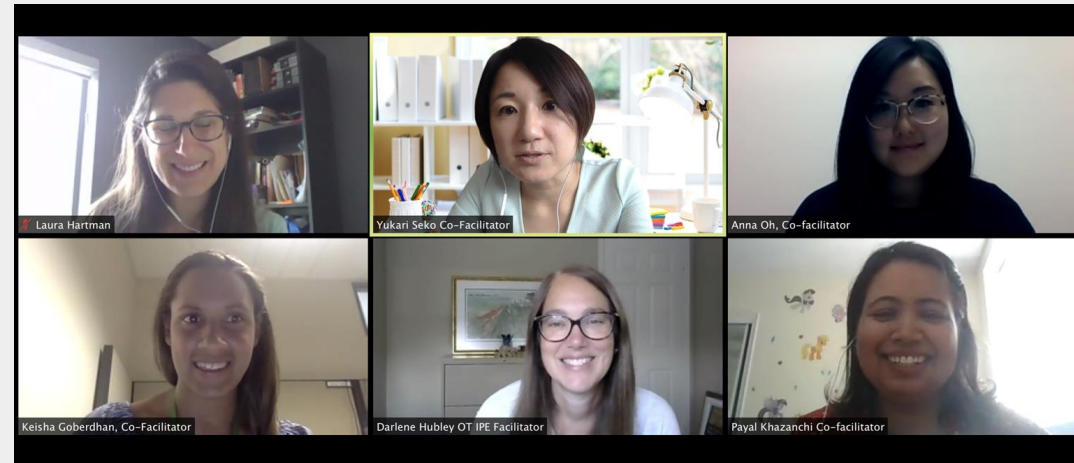 Laura Hartman
Yukari Seko Co-Facilitator
Anna Oh, Co-facilitator
Keisha Goberdhan, Co-Facilitator
Darlene Hubley OT IPE Facilitator
Payal Khazanchi Co-facilitator